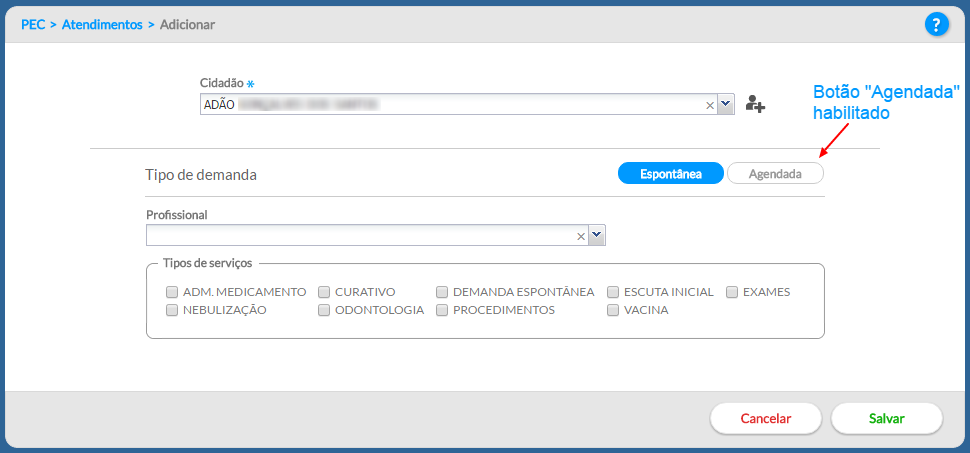 PEC > Atendimentos > Adicionar
?
Cidadão *
ADÃO
Botão "Agendada"
habilitado
Tipo de demanda Espontânea Agendada
Profissional
Tipos de serviços
ADM. MEDICAMENTO CURATIVO DEMANDA ESPONTÂNEA ESCUTA INICIAL EXAMES
NEBULIZAÇÃO ODONTOLOGIA PROCEDIMENTOS VACINA
Cancelar Salvar